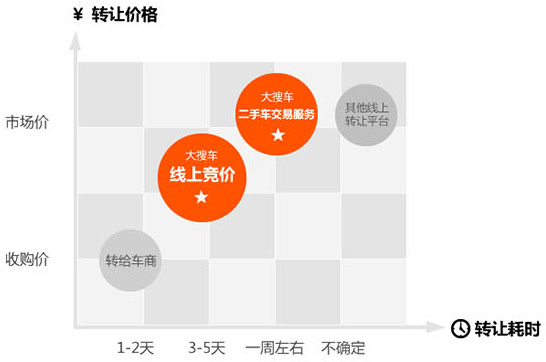 ¥ 转让价格
大搜车
二手车交易服务
其他线上
转让平台
市场价
大搜车
线上竞价
收购价
转给车商
转让耗时
1-2天
3-5天
一周左右
不确定